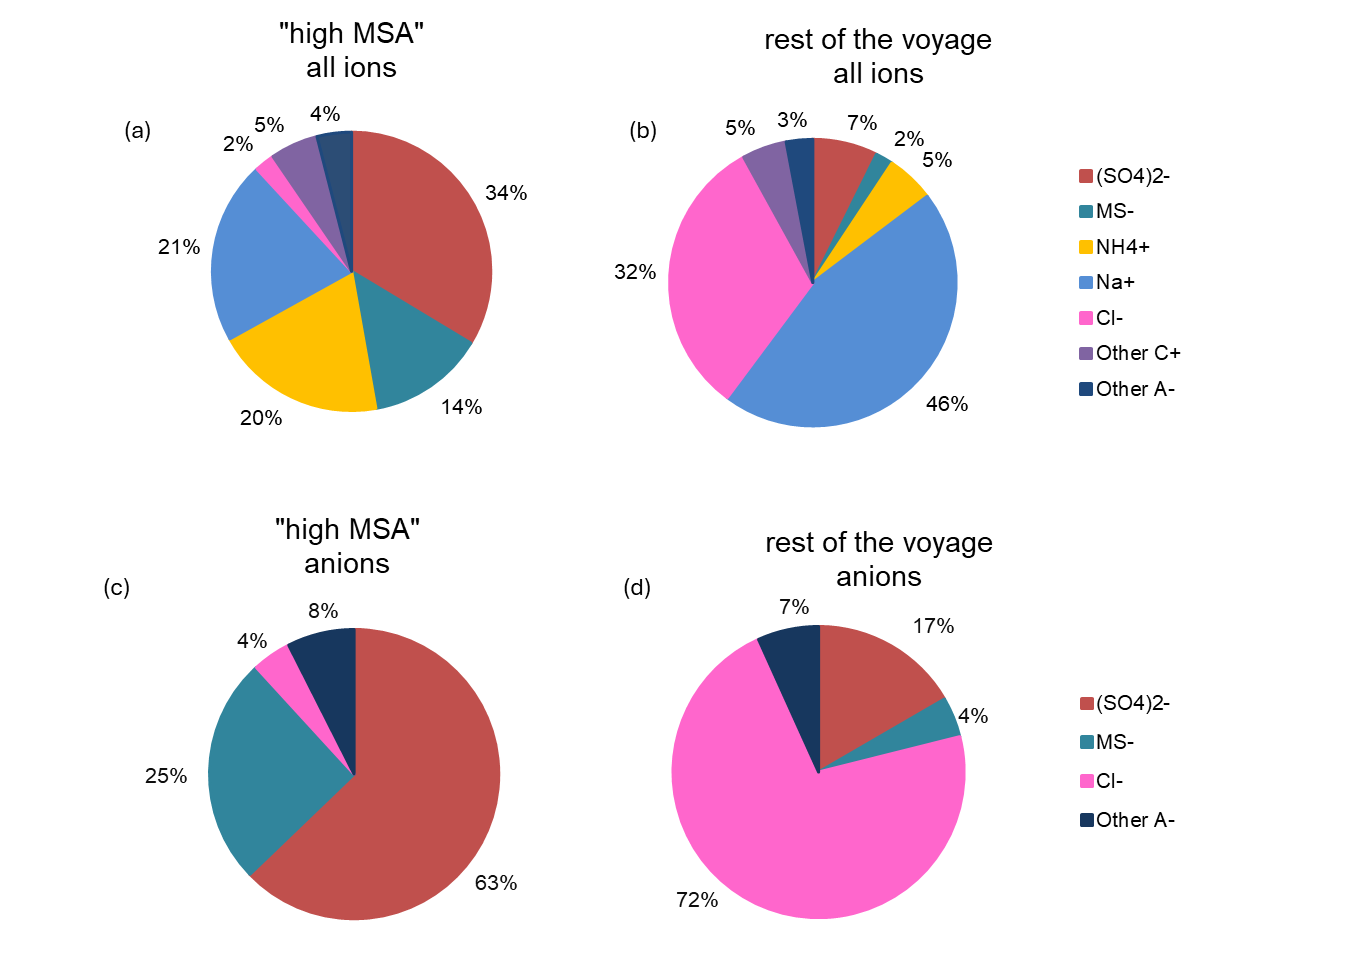 "high MSA"
all ions
(a)
4%
5%
2%
34%
21%
14%
20%
rest of the voyage
all ions
(b)
5%
3%
7%
2%
5%
32%
46%
(SO4)2-
MS-
NH4+
Na+
Cl-
Other C+
Other A-
"high MSA"
anions
(c)
8%
4%
25%
63%
rest of the voyage
anions
(d)
7%
17%
4%
72%
(SO4)2-
MS-
Cl-
Other A-